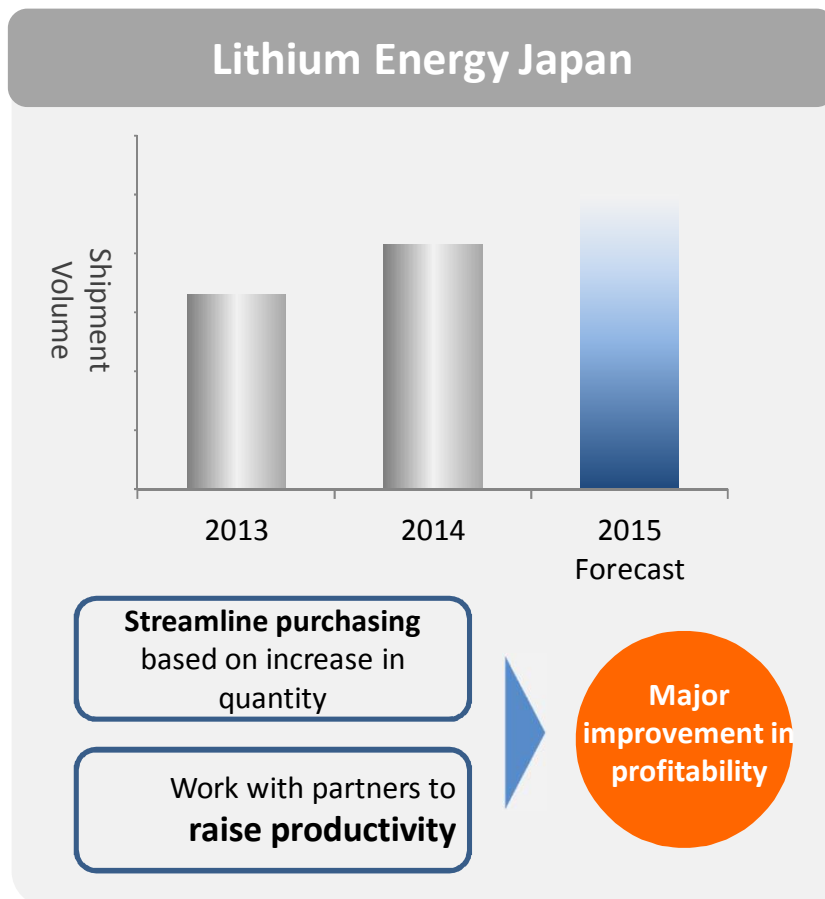 Lithium Energy Japan
Shipment
Volume
2013
2014
2015
Forecast
Streamline purchasing
based on increase in
quantity
Work with partners to
raise productivity
Major
improvement in
profitability